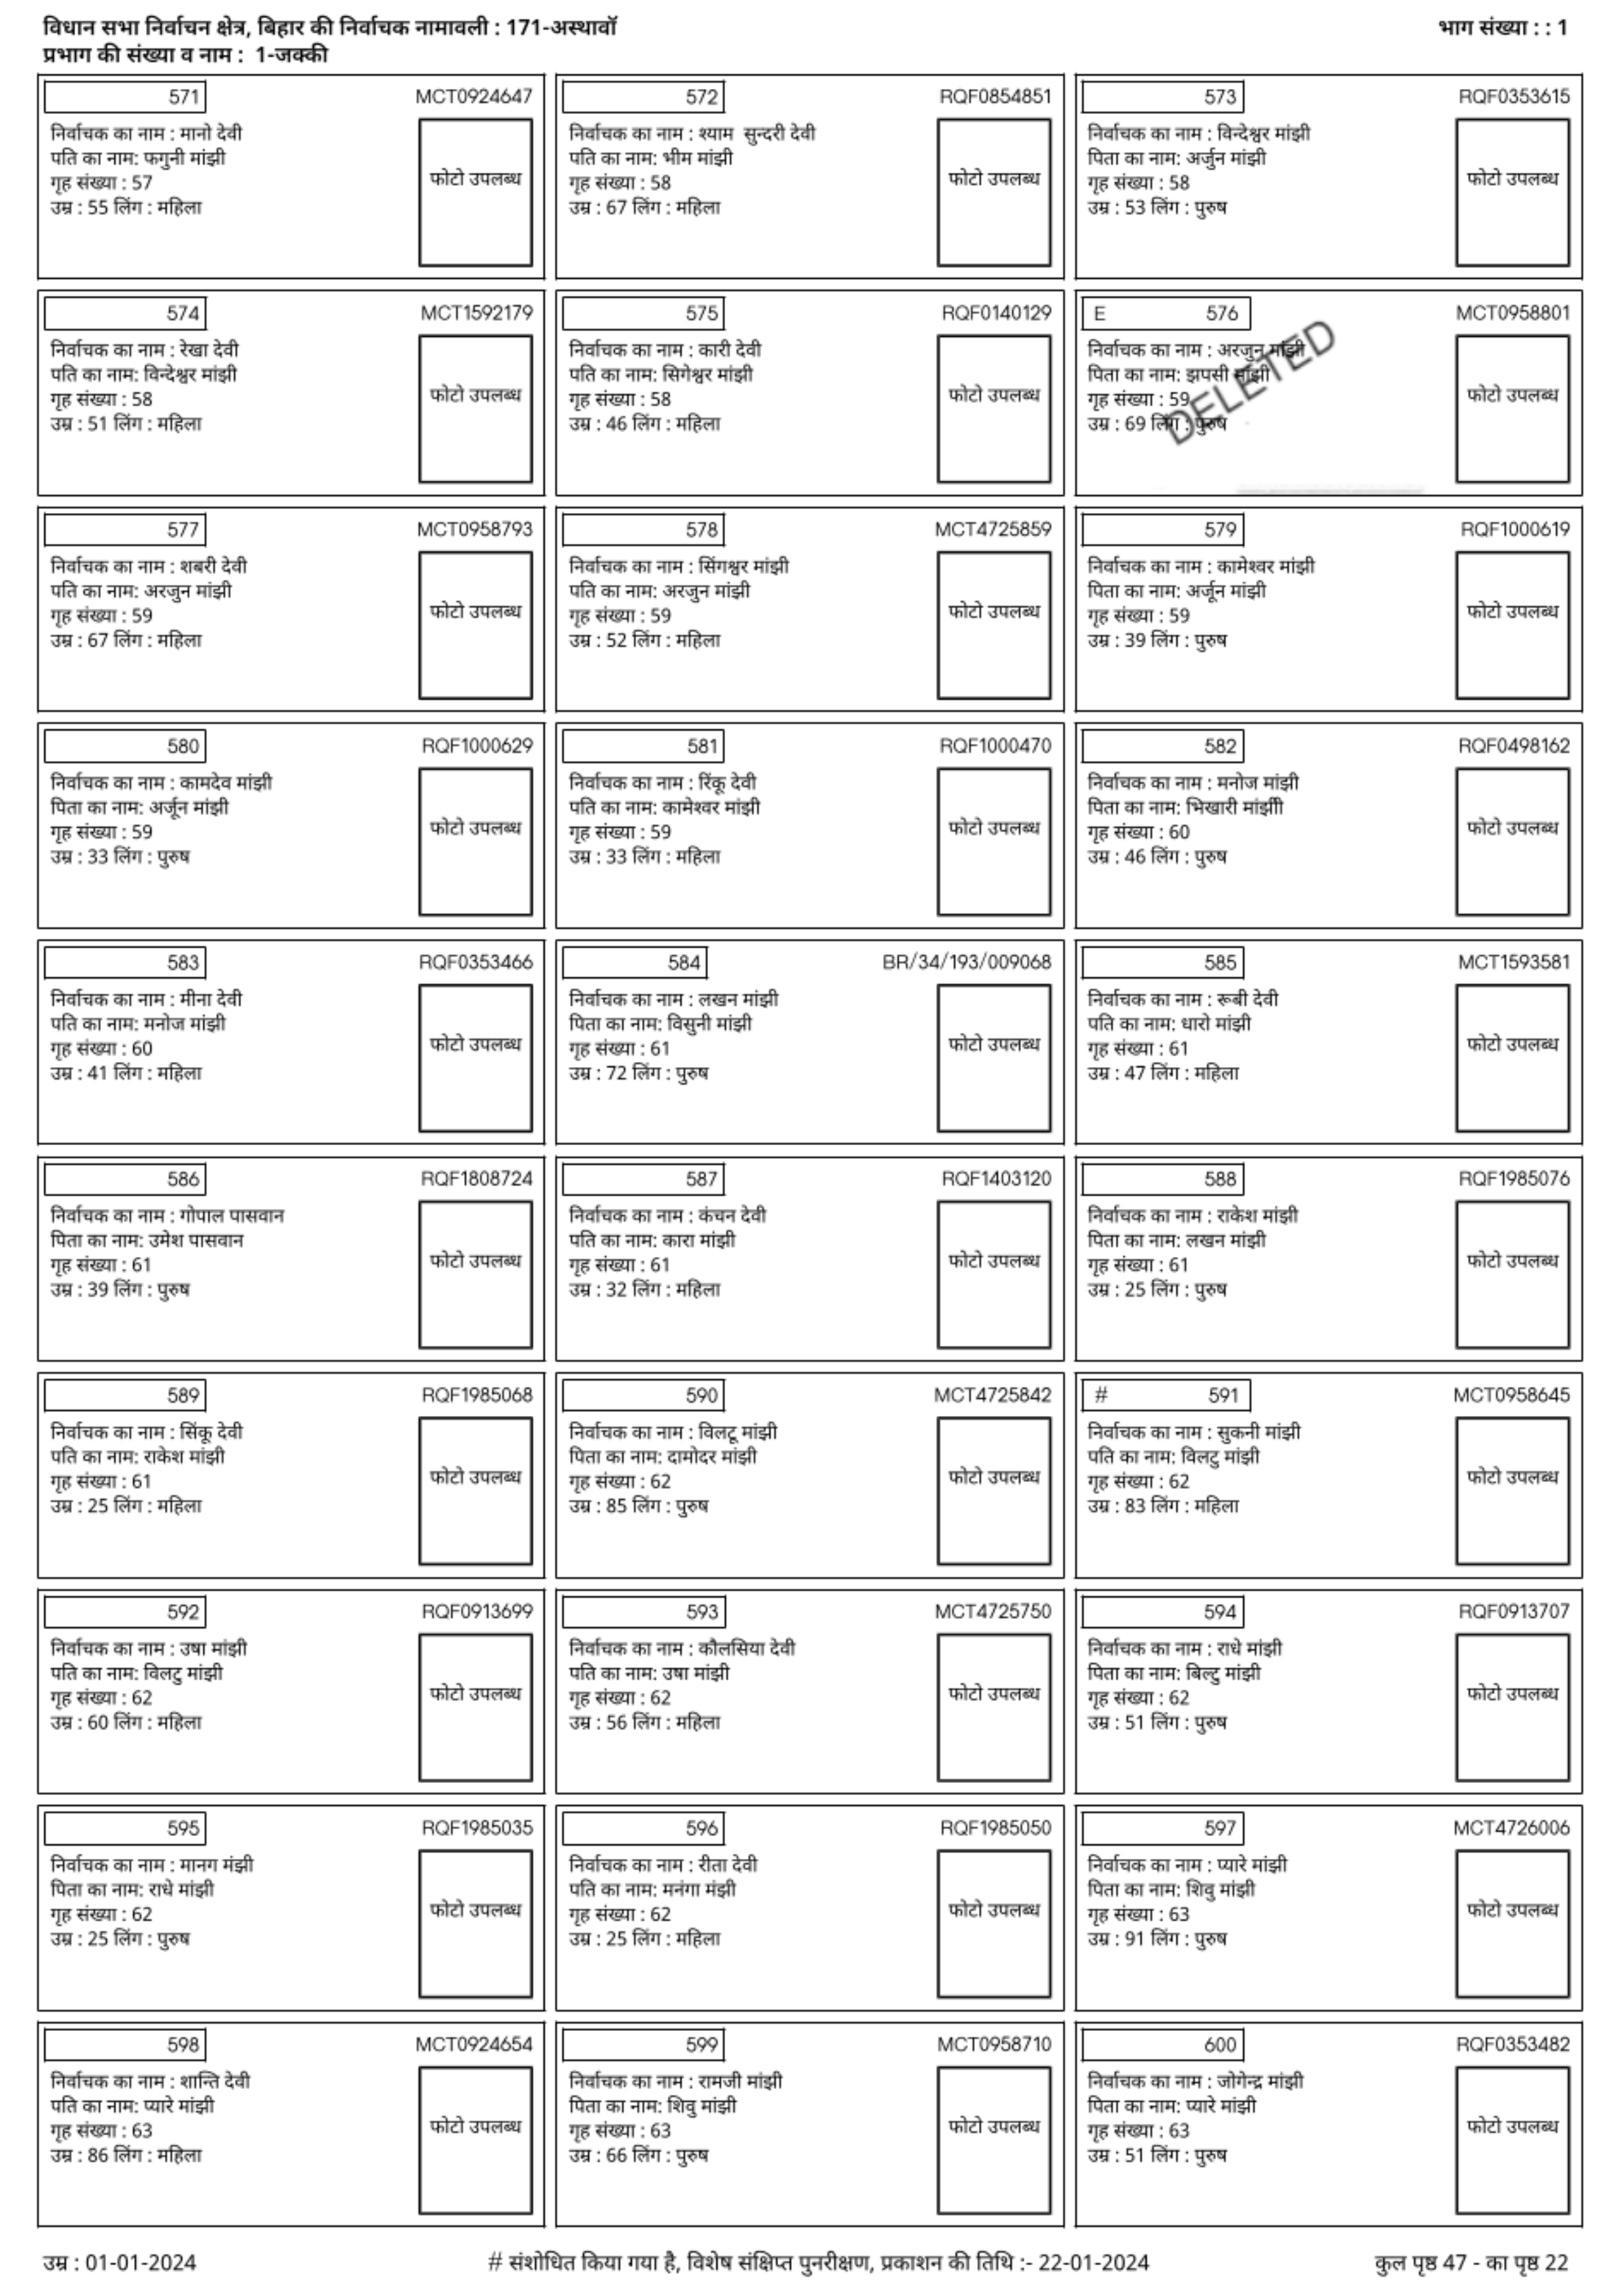 विधान सभा निर्वाचन क्षेत्र, बिहार की निर्वाचक नामावली : 171-अस्थावॉ
भाग संख्या : : 1
प्रभाग की संख्या व नाम : 1-जक्की
571 MCT0924647
निर्वाचक का नाम : मानो देवी
पति का नाम: फगुनी मांझी
गृह संख्या : 57
उम्र : 55 लिंग : महिला
फोटो उपलब्ध
572 RQF0854851
निर्वाचक का नाम : श्याम सुन्दरी देवी
पति का नाम: भीम मांझी
गृह संख्या : 58
उम्र : 67 लिंग : महिला
फोटो उपलब्ध
573 RQF0353615
निर्वाचक का नाम : विन्देश्वर मांझी
पिता का नाम: अर्जुन मांझी
गृह संख्या : 58
उम्र : 53 लिंग : पुरुष
फोटो उपलब्ध
574 MCT1592179
निर्वाचक का नाम : रेखा देवी
पति का नाम: विन्देश्वर मांझी
गृह संख्या : 58
उम्र : 51 लिंग : महिला
फोटो उपलब्ध
575 RQF0140129
निर्वाचक का नाम : कारी देवी
पति का नाम: सिगेश्वर मांझी
गृह संख्या : 58
उम्र : 46 लिंग : महिला
फोटो उपलब्ध
E 576 MCT0958801
निर्वाचक का नाम : अरजुन मांझी
पिता का नाम: झपसी मांझी
गृह संख्या : 59
उम्र : 69 लिंग : पुरुष
DELETED
फोटो उपलब्ध
577 MCT0958793
निर्वाचक का नाम : शबरी देवी
पति का नाम: अरजुन मांझी
गृह संख्या : 59
उम्र : 67 लिंग : महिला
फोटो उपलब्ध
578 MCT4725859
निर्वाचक का नाम : सिंगश्वर मांझी
पति का नाम: अरजुन मांझी
गृह संख्या : 59
उम्र : 52 लिंग : महिला
फोटो उपलब्ध
579 RQF1000619
निर्वाचक का नाम : कामेश्वर मांझी
पिता का नाम: अर्जून मांझी
गृह संख्या : 59
उम्र : 39 लिंग : पुरुष
फोटो उपलब्ध
580 RQF1000629
निर्वाचक का नाम : कामदेव मांझी
पिता का नाम: अर्जून मांझी
गृह संख्या : 59
उम्र : 33 लिंग : पुरुष
फोटो उपलब्ध
581 RQF1000470
निर्वाचक का नाम : रिंकू देवी
पति का नाम: कामेश्वर मांझी
गृह संख्या : 59
उम्र : 33 लिंग : महिला
फोटो उपलब्ध
582 RQF0498162
निर्वाचक का नाम : मनोज मांझी
पिता का नाम: भिखारी मांझीी
गृह संख्या : 60
उम्र : 46 लिंग : पुरुष
फोटो उपलब्ध
583 RQF0353466
निर्वाचक का नाम : मीना देवी
पति का नाम: मनोज मांझी
गृह संख्या : 60
उम्र : 41 लिंग : महिला
फोटो उपलब्ध
584 BR/34/193/009068
निर्वाचक का नाम : लखन मांझी
पिता का नाम: विसुनी मांझी
गृह संख्या : 61
उम्र : 72 लिंग : पुरुष
फोटो उपलब्ध
585 MCT1593581
निर्वाचक का नाम : रूबी देवी
पति का नाम: धारो मांझी
गृह संख्या : 61
उम्र : 47 लिंग : महिला
फोटो उपलब्ध
586 RQF1808724
निर्वाचक का नाम : गोपाल पासवान
पिता का नाम: उमेश पासवान
गृह संख्या : 61
उम्र : 39 लिंग : पुरुष
फोटो उपलब्ध
587 RQF1403120
निर्वाचक का नाम : कंचन देवी
पति का नाम: कारा मांझी
गृह संख्या : 61
उम्र : 32 लिंग : महिला
फोटो उपलब्ध
588 RQF1985076
निर्वाचक का नाम : राकेश मांझी
पिता का नाम: लखन मांझी
गृह संख्या : 61
उम्र : 25 लिंग : पुरुष
फोटो उपलब्ध
589 RQF1985068
निर्वाचक का नाम : सिंकू देवी
पति का नाम: राकेश मांझी
गृह संख्या : 61
उम्र : 25 लिंग : महिला
फोटो उपलब्ध
590 MCT4725842
निर्वाचक का नाम : विलटू मांझी
पिता का नाम: दामोदर मांझी
गृह संख्या : 62
उम्र : 85 लिंग : पुरुष
फोटो उपलब्ध
# 591 MCT0958645
निर्वाचक का नाम : सुकनी मांझी
पति का नाम: विलटु मांझी
गृह संख्या : 62
उम्र : 83 लिंग : महिला
फोटो उपलब्ध
592 RQF0913699
निर्वाचक का नाम : उषा मांझी
पति का नाम: विलटु मांझी
गृह संख्या : 62
उम्र : 60 लिंग : महिला
फोटो उपलब्ध
593 MCT4725750
निर्वाचक का नाम : कौलसिया देवी
पति का नाम: उषा मांझी
गृह संख्या : 62
उम्र : 56 लिंग : महिला
फोटो उपलब्ध
594 RQF0913707
निर्वाचक का नाम : राधे मांझी
पिता का नाम: बिल्टु मांझी
गृह संख्या : 62
उम्र : 51 लिंग : पुरुष
फोटो उपलब्ध
595 RQF1985035
निर्वाचक का नाम : मानग मंझी
पिता का नाम: राधे मांझी
गृह संख्या : 62
उम्र : 25 लिंग : पुरुष
फोटो उपलब्ध
596 RQF1985050
निर्वाचक का नाम : रीता देवी
पति का नाम: मनंगा मंझी
गृह संख्या : 62
उम्र : 25 लिंग : महिला
फोटो उपलब्ध
597 MCT4726006
निर्वाचक का नाम : प्यारे मांझी
पिता का नाम: शिवु मांझी
गृह संख्या : 63
उम्र : 91 लिंग : पुरुष
फोटो उपलब्ध
598 MCT0924654
निर्वाचक का नाम : शान्ति देवी
पति का नाम: प्यारे मांझी
गृह संख्या : 63
उम्र : 86 लिंग : महिला
फोटो उपलब्ध
599 MCT0958710
निर्वाचक का नाम : रामजी मांझी
पिता का नाम: शिवु मांझी
गृह संख्या : 63
उम्र : 66 लिंग : पुरुष
फोटो उपलब्ध
600 RQF0353482
निर्वाचक का नाम : जोगेन्द्र मांझी
पिता का नाम: प्यारे मांझी
गृह संख्या : 63
उम्र : 51 लिंग : पुरुष
फोटो उपलब्ध
उम्र : 01-01-2024
# संशोधित किया गया है, विशेष संक्षिप्त पुनरीक्षण, प्रकाशन की तिथि :- 22-01-2024
कुल पृष्ठ 47 - का पृष्ठ 22